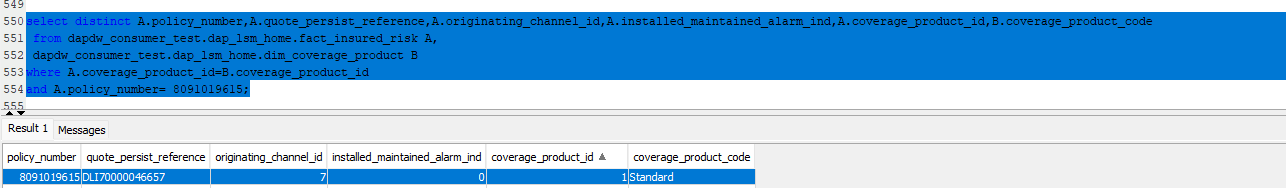 549
550 select distinct A.policy_number,A.quote_persist_reference,A.originating_channel_id,A.installed_maintained_alarm_ind,A.coverage_product_id,B.coverage_product_code
551 from dapdw_consumer_test.dap_lsm_home.fact_insured_risk A,
552 dapdw_consumer_test.dap_lsm_home.dim_coverage_product B
553 where A.coverage_product_id=B.coverage_product_id
554 and A.policy_number= 8091019615;
555
Result 1 Messages
policy_number quote_persist_reference originating_channel_id installed_maintained_alarm_ind coverage_product_id coverage_product_code
8091019615 DLI70000046657 7 0 1 Standard